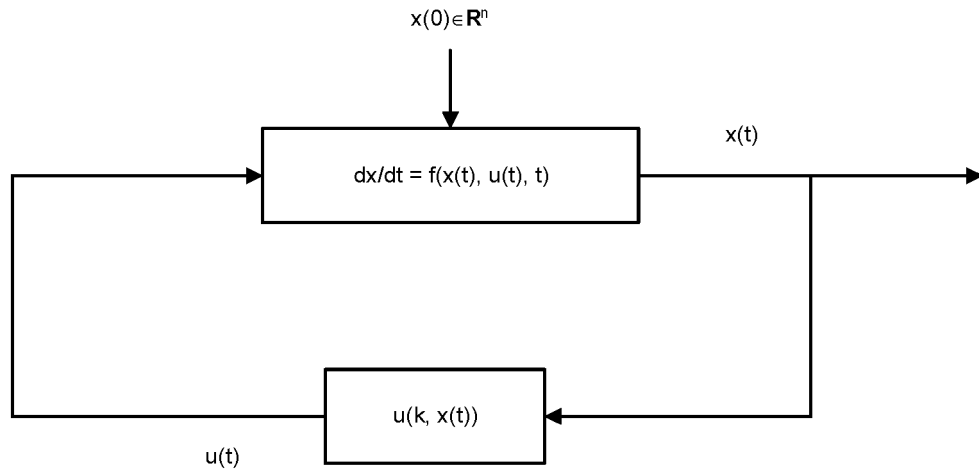 x(0)∈Rⁿ
x(t)
dx/dt = f(x(t), u(t), t)
u(k, x(t))
u(t)